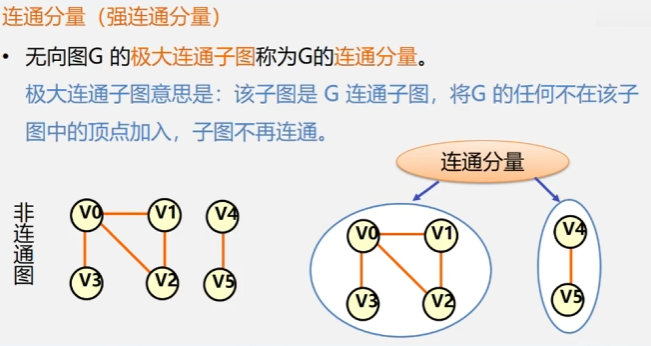 连通分量（强连通分量）
• 无向图G 的极大连通子图称为G的连通分量。
极大连通子图意思是：该子图是 G 连通子图，将G 的任何不在该子
图中的顶点加入，子图不再连通。
连通分量
非连通图
V0 V1 V4
V3 V2 V5
V0 V1 V4
V3 V2 V5